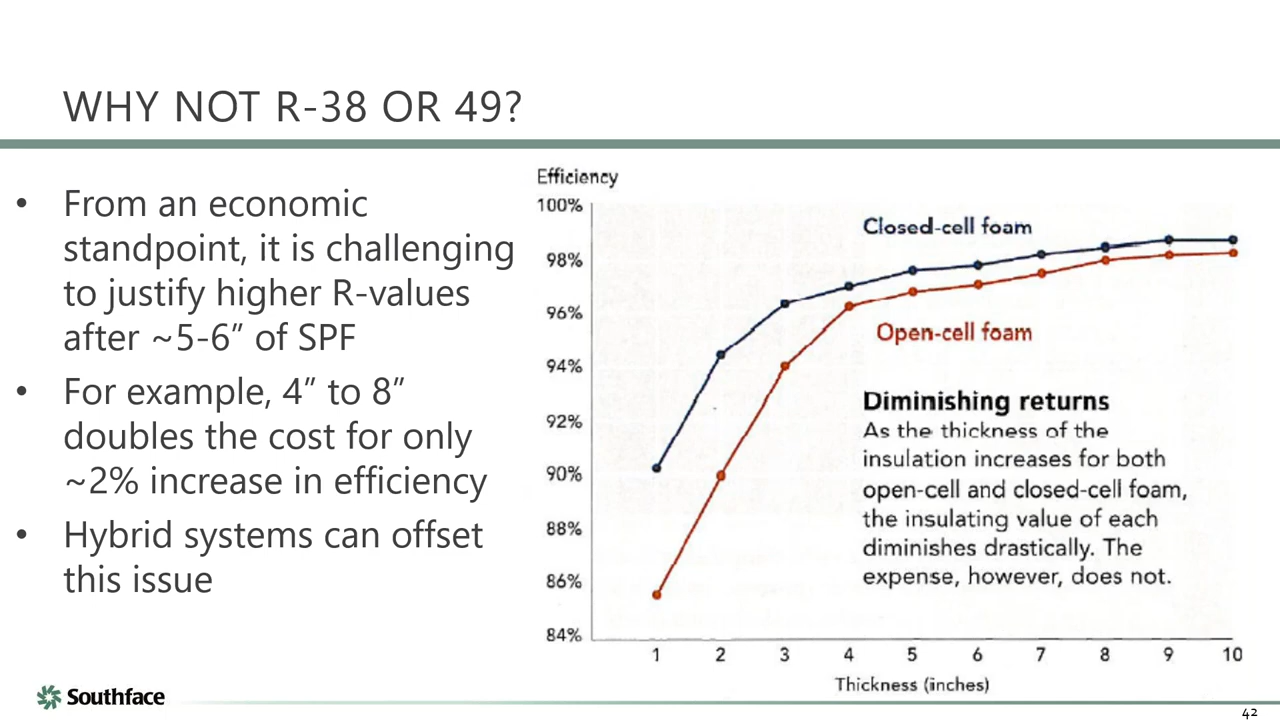 WHY NOT R-38 OR 49?
• From an economic
standpoint, it is challenging
to justify higher R-values
after ~5-6” of SPF
• For example, 4” to 8”
doubles the cost for only
~2% increase in efficiency
• Hybrid systems can offset
this issue
Efficiency
100%
98%
96%
94%
92%
90%
88%
86%
84%
Closed-cell foam
Open-cell foam
Diminishing returns
As the thickness of the
insulation increases for both
open-cell and closed-cell foam,
the insulating value of each
diminishes drastically. The
expense, however, does not.
1 2 3 4 5 6 7 8 9 10
Thickness (inches)
Southface
42